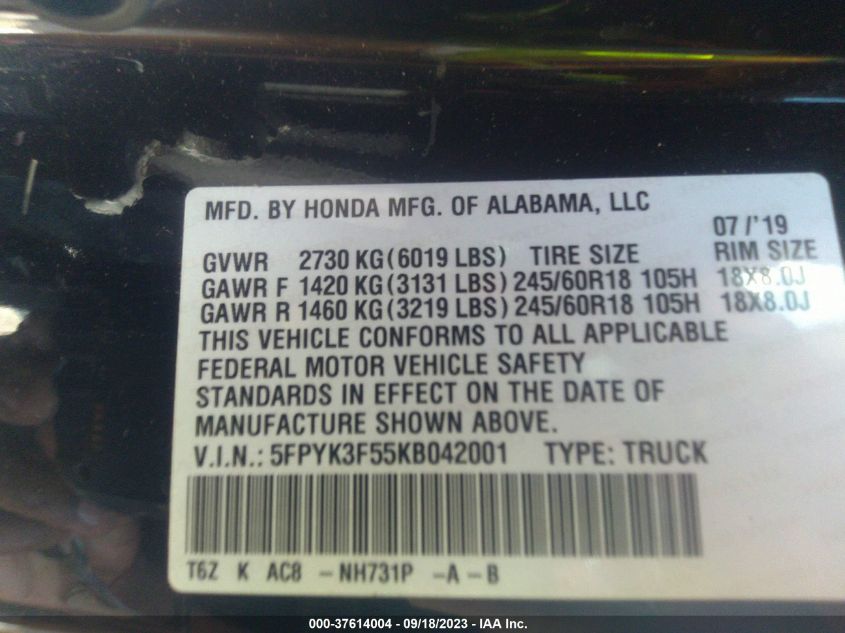 MFD. BY HONDA MFG. OF ALABAMA, LLC
07 /'19
GVWR 2730 KG (6019 LBS) TIRE SIZE RIM SIZE
GAWR F 1420 KG (3131 LBS) 245/60R18 105H 18X8.0J
GAWR R 1460 KG (3219 LBS) 245/60R18 105H 18X8.0J
THIS VEHICLE CONFORMS TO ALL APPLICABLE
FEDERAL MOTOR VEHICLE SAFETY
STANDARDS IN EFFECT ON THE DATE OF
MANUFACTURE SHOWN ABOVE.
V.I.N.: 5FPYK3F55KB042001 TYPE: TRUCK
T6Z K AC8 - NH731P - A - B
000-37614004 - 09/18/2023 - IAA Inc.